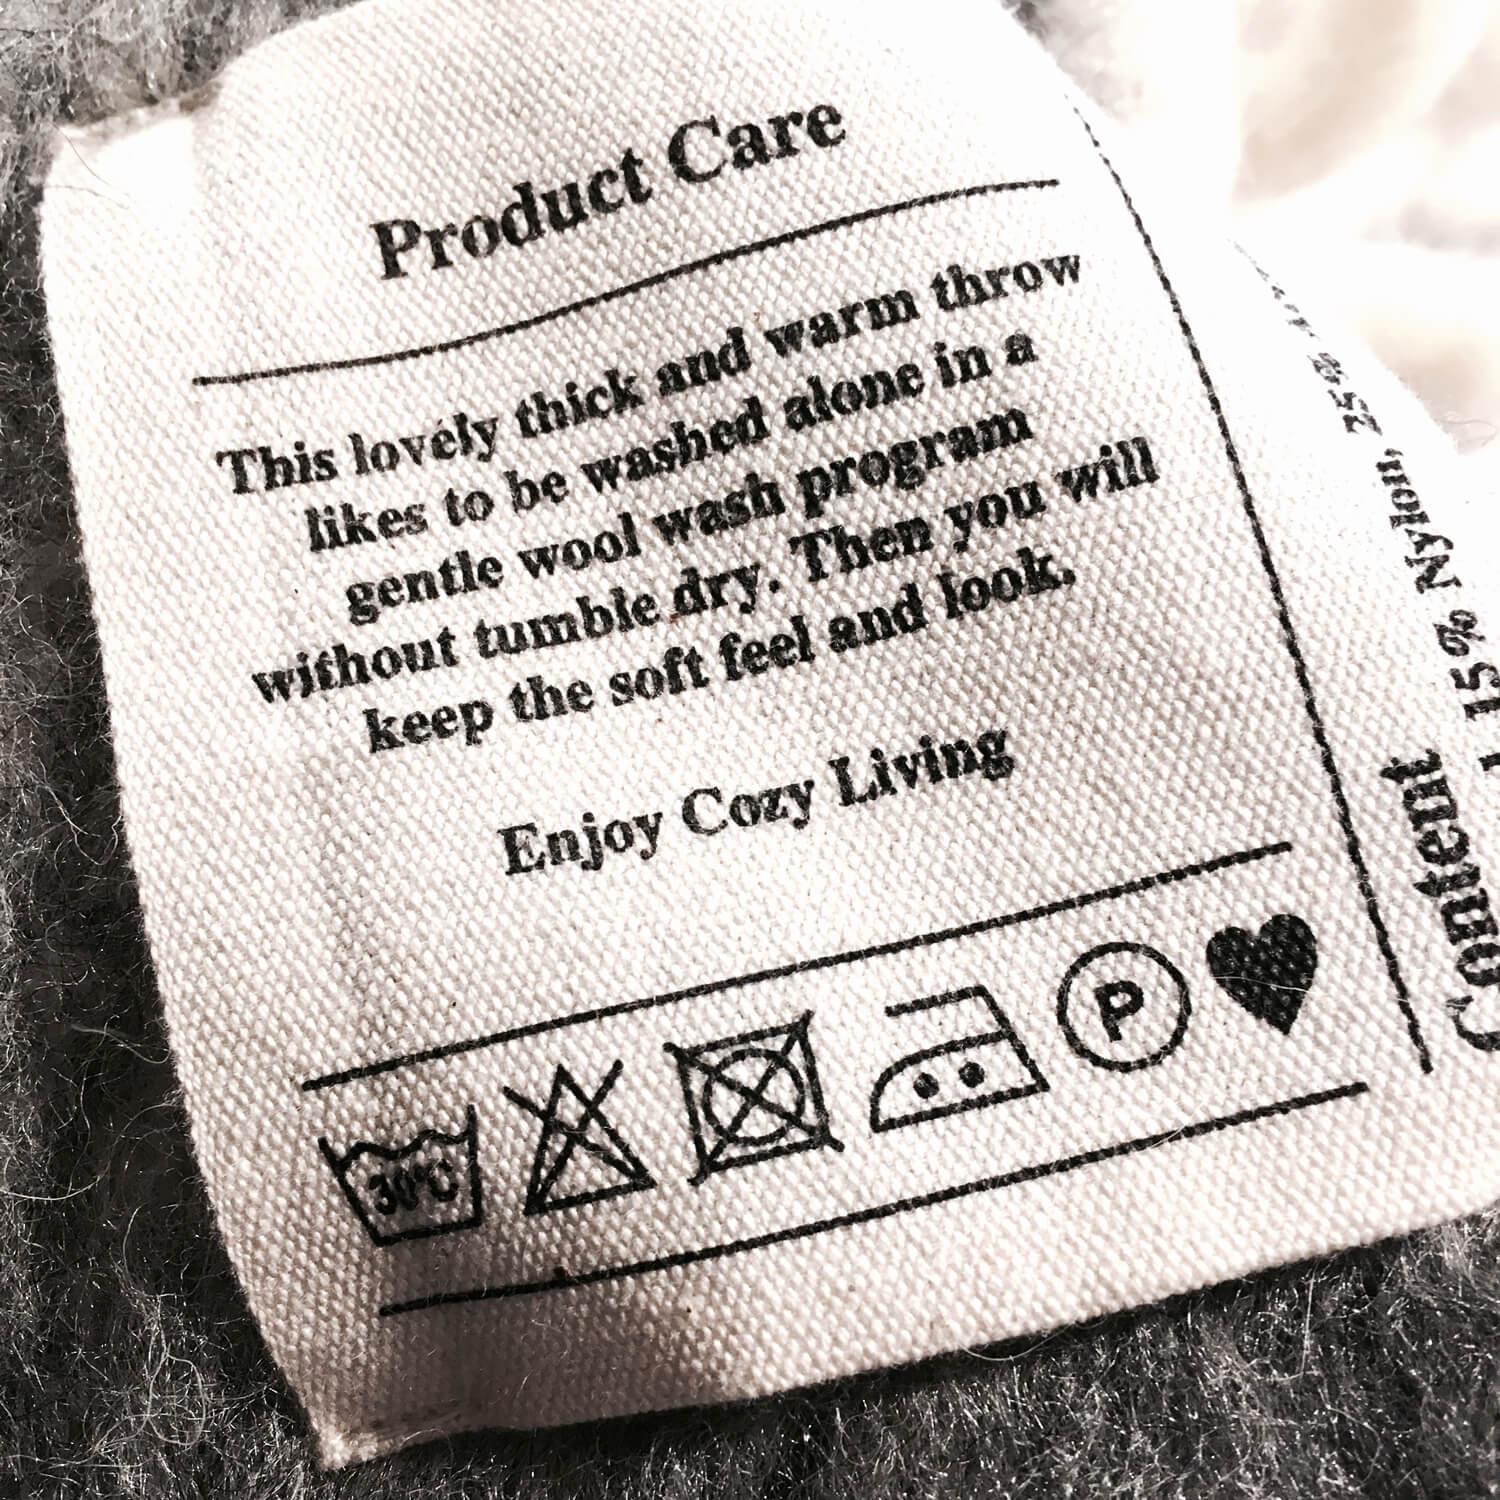 Product Care
This lovely thick and warm throw
likes to be washed alone in a
gentle wool wash program
without tumble dry. Then you will
keep the soft feel and look.
Enjoy Cozy Living
30°C
P
Content
15% Nylon, 25%